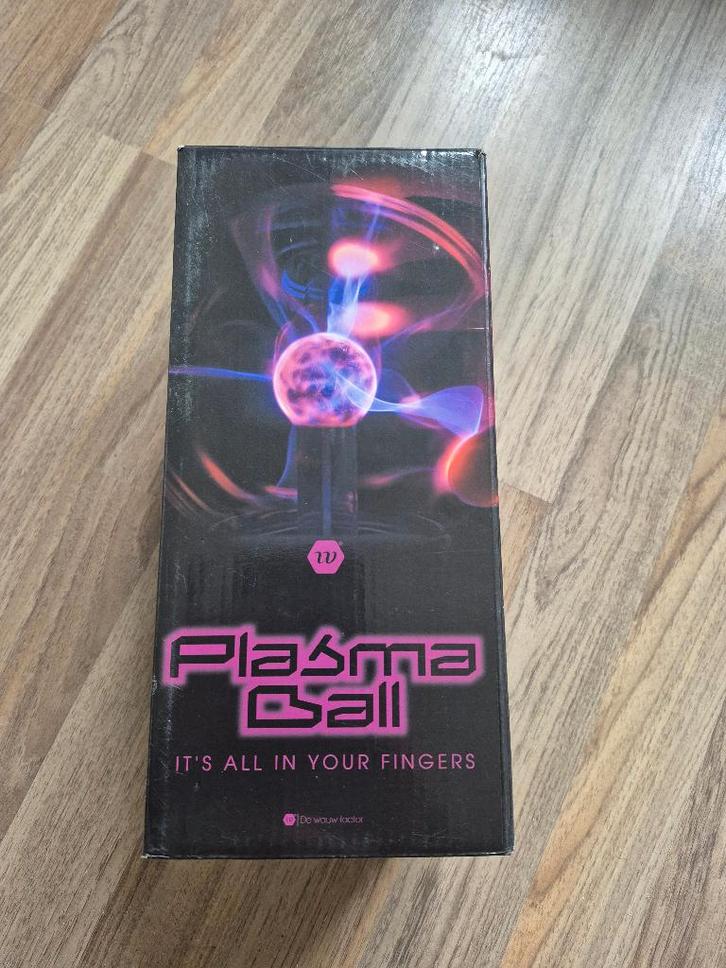 w
Plasma
Ball
IT'S ALL IN YOUR FINGERS
w De wauw factor